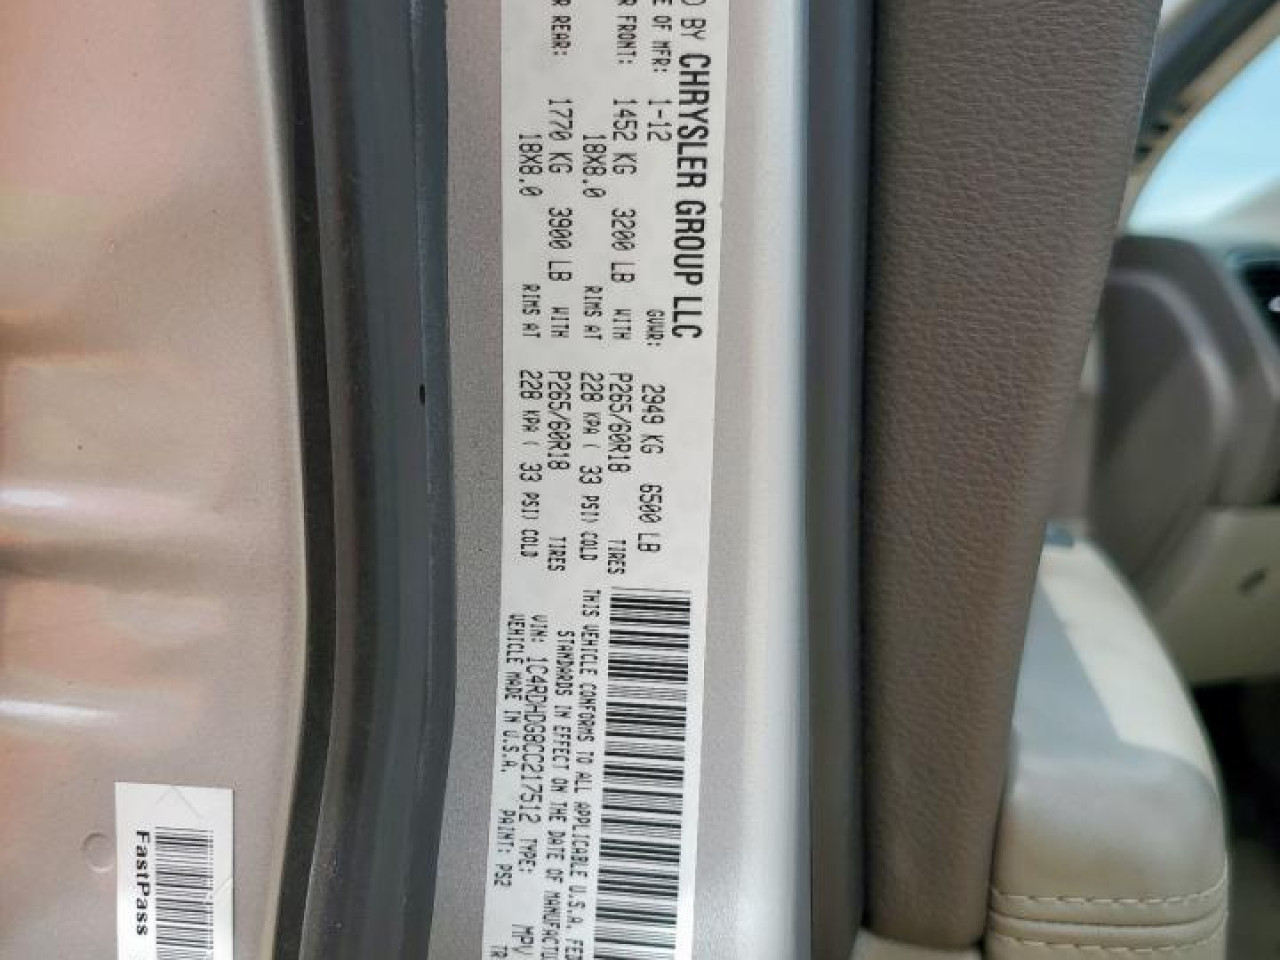 ) BY CHRYSLER GROUP LLC
E OF MFR: 1-12 GVWR: 2949 KG 6500 LB
R FRONT: 1452 KG 3200 LB WITH P265/60R18 TIRES
18X8.0 RIMS AT 228 KPA ( 33 PSI) COLD
R REAR: 1770 KG 3900 LB WITH P265/60R18 TIRES
18X8.0 RIMS AT 228 KPA ( 33 PSI) COLD
THIS VEHICLE CONFORMS TO ALL APPLICABLE U.S.A. FED
STANDARDS IN EFFECT ON THE DATE OF MANUFACTU
VIN: 1C4RDHDG8CC217512 TYPE: MPV
VEHICLE MADE IN U.S.A. PAINT: PS2 TR
FastPass